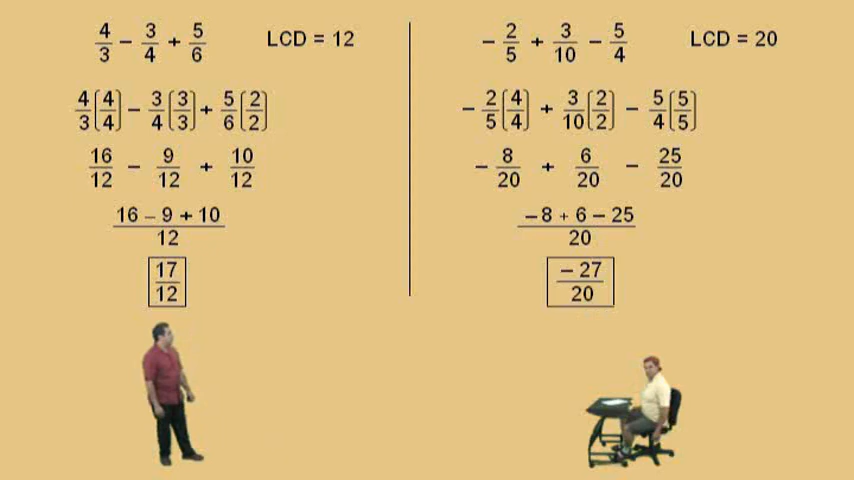 4/3 − 3/4 + 5/6 LCD = 12
4/3(4/4) − 3/4(3/3) + 5/6(2/2)
16/12 − 9/12 + 10/12
16 − 9 + 10
12
17/12
− 2/5 + 3/10 − 5/4 LCD = 20
− 2/5(4/4) + 3/10(2/2) − 5/4(5/5)
− 8/20 + 6/20 − 25/20
−8 + 6 − 25
20
− 27/20